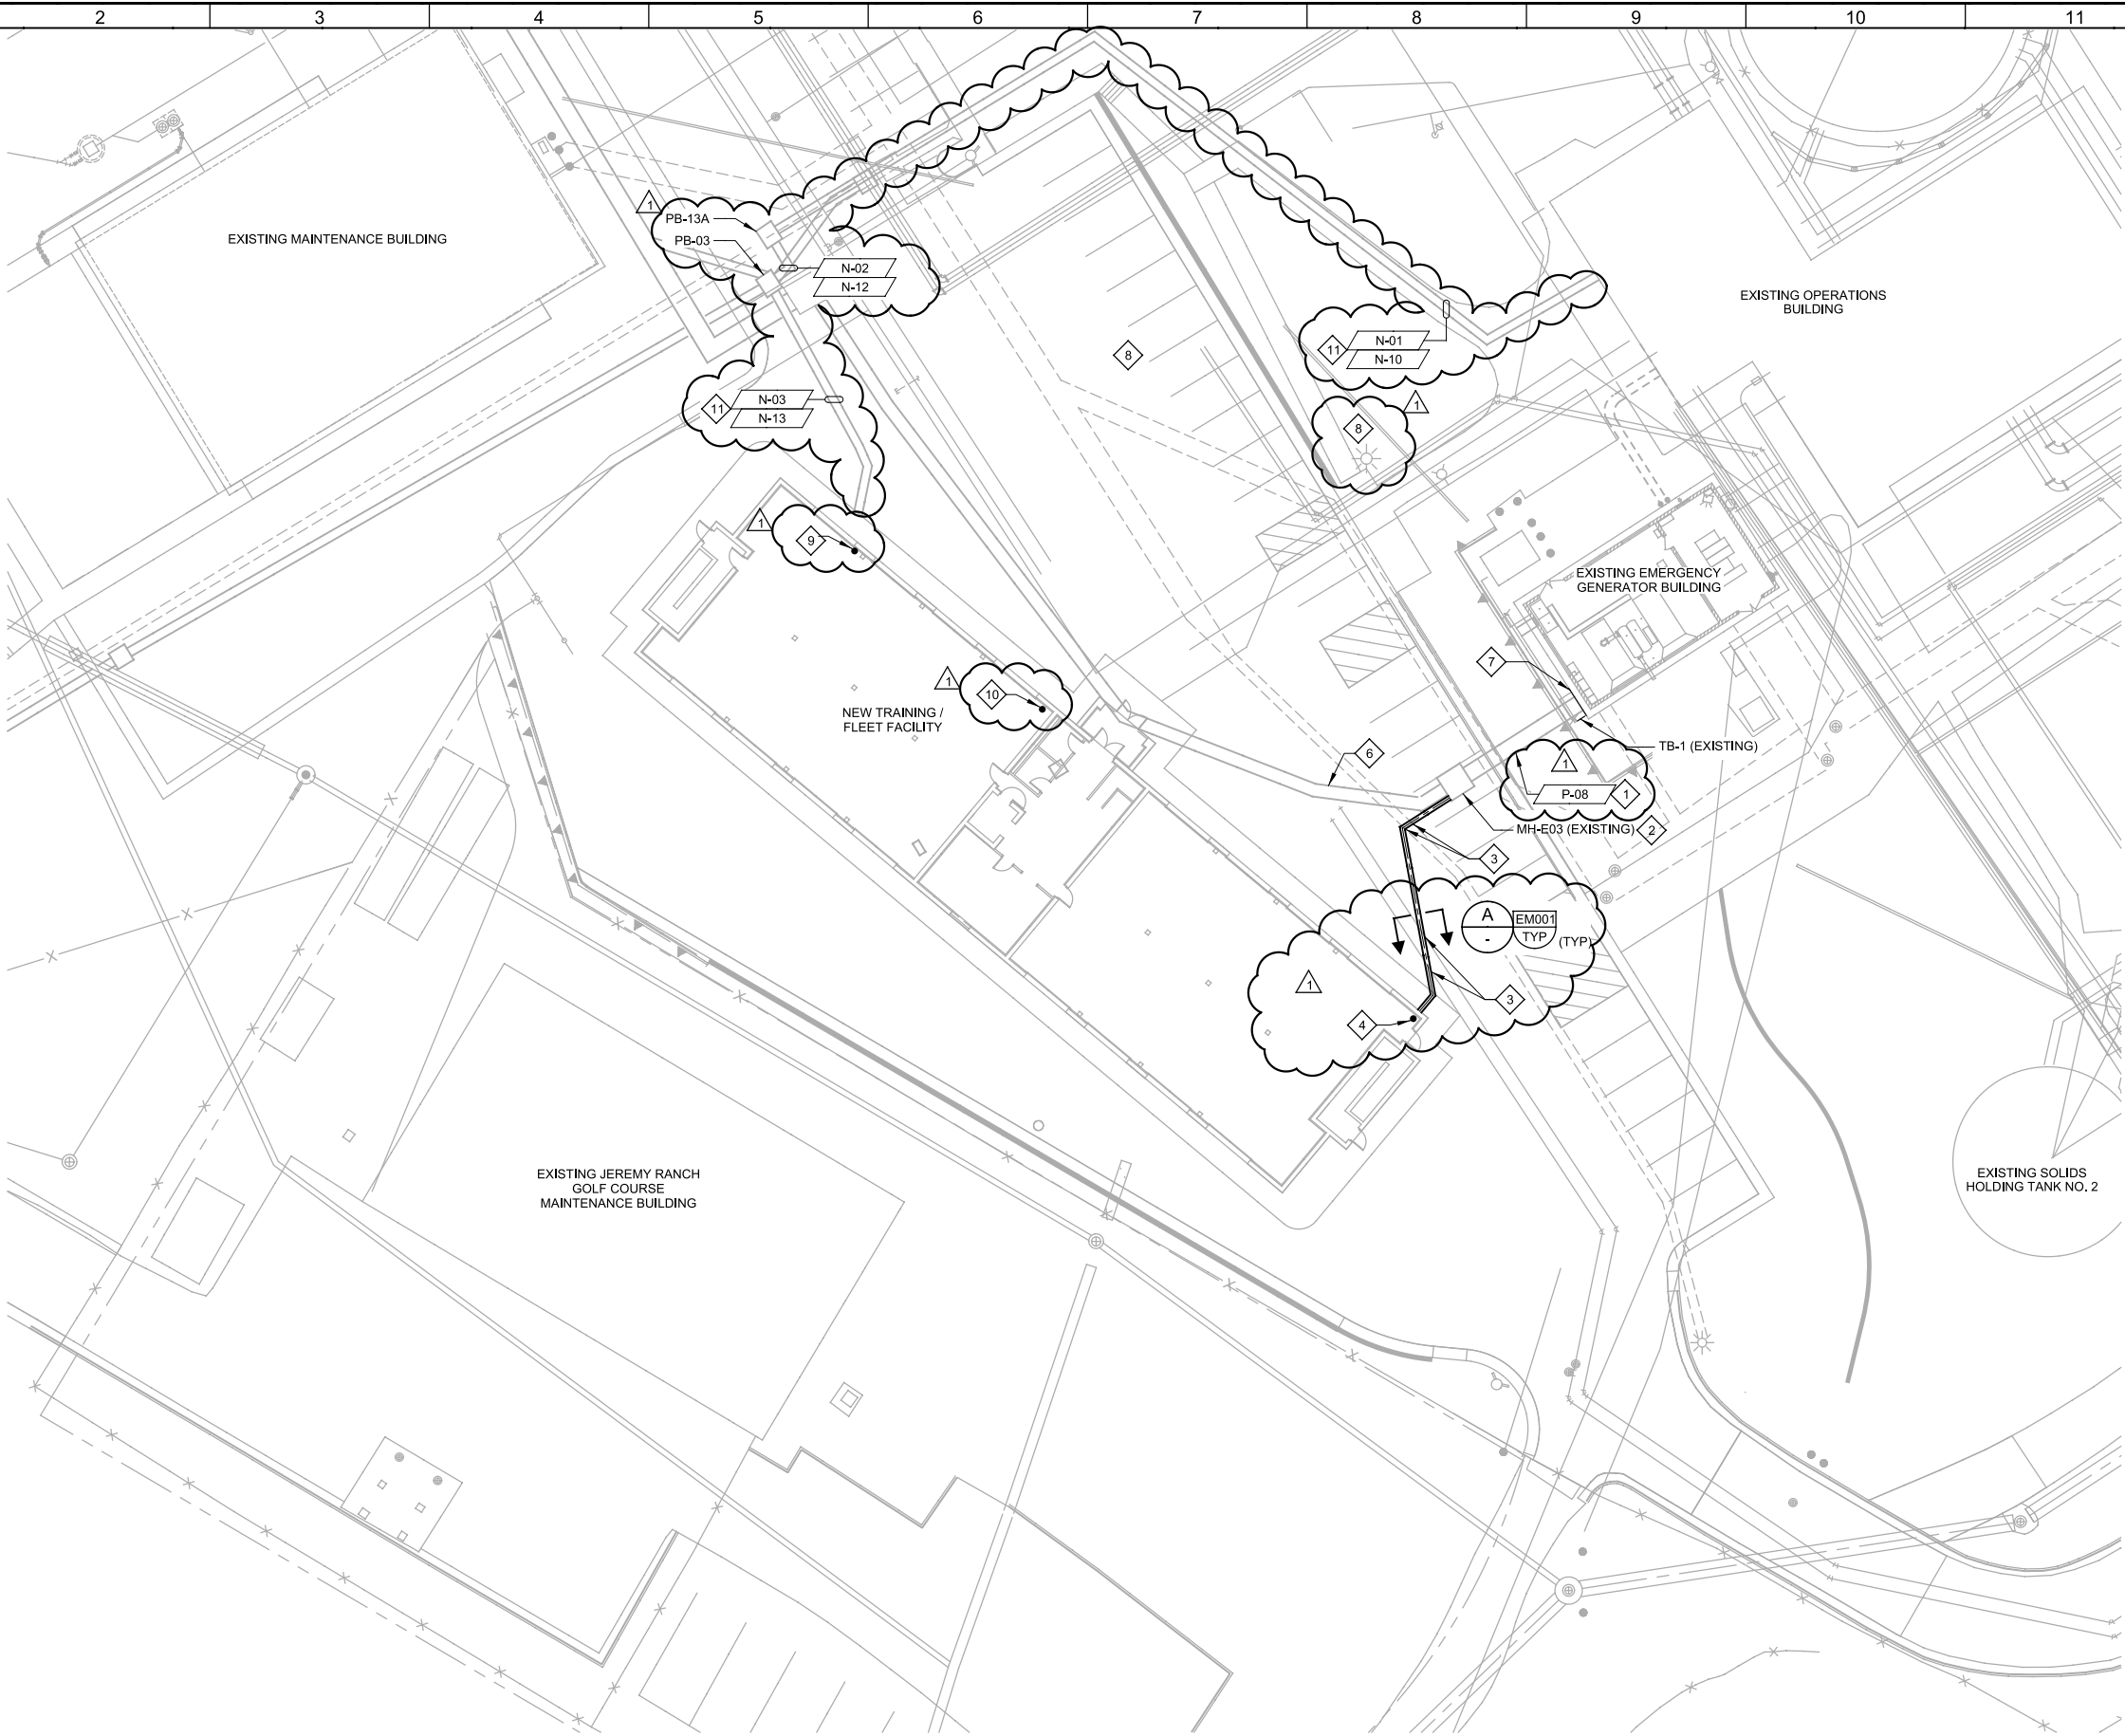 2 3 4 5 6 7 8 9 10 11
1
PB-13A
PB-03
EXISTING MAINTENANCE BUILDING
N-02
N-12
EXISTING OPERATIONS
BUILDING
8
11
N-01
N-10
11
N-03
N-13
1
8
1
9
EXISTING EMERGENCY
GENERATOR BUILDING
7
1
10
NEW TRAINING /
FLEET FACILITY
6
TB-1 (EXISTING)
1
P-08
1
MH-E03 (EXISTING)
2
3
A
-
EM001
TYP
(TYP)
1
3
4
EXISTING JEREMY RANCH
GOLF COURSE
MAINTENANCE BUILDING
EXISTING SOLIDS
HOLDING TANK NO. 2